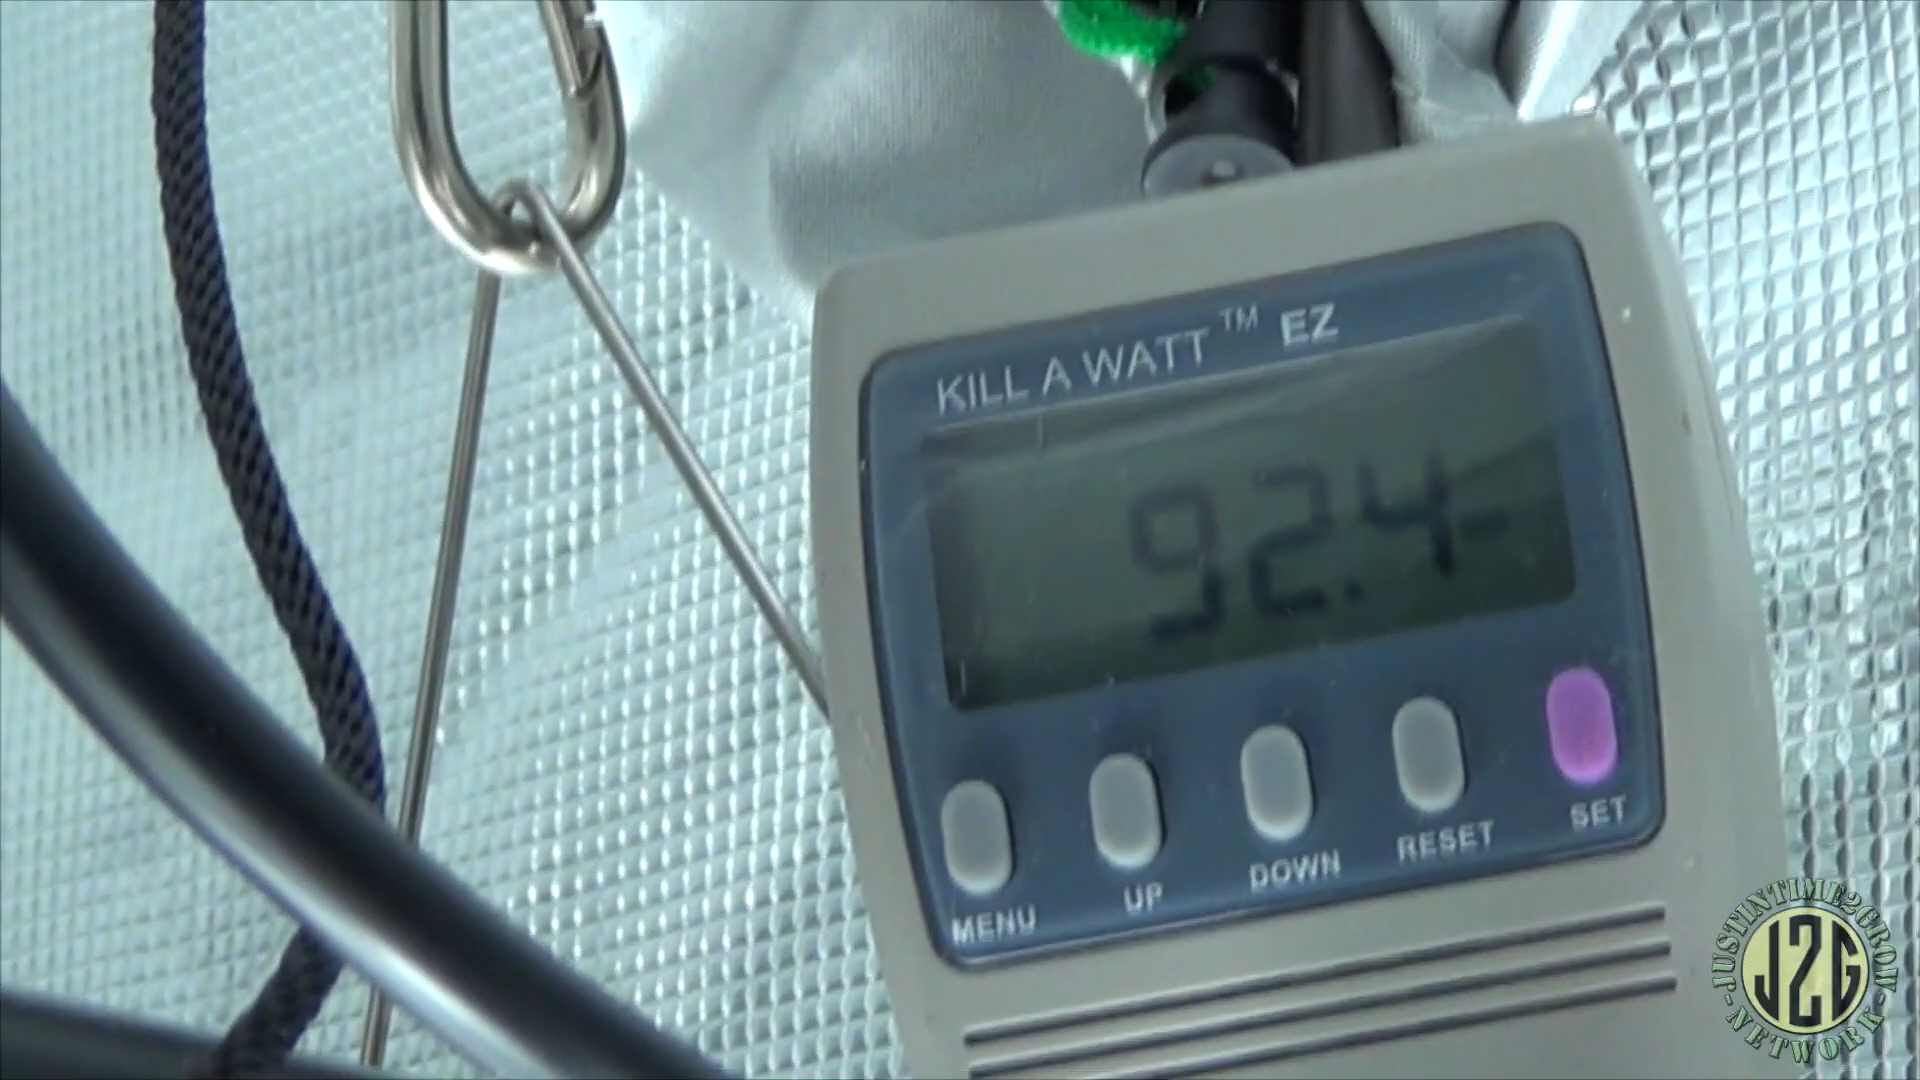 KILL A WATT™ EZ
92.4
MENU
UP
DOWN
RESET
SET
JUSTINTIME2GROW
J2G
-NETWORK-